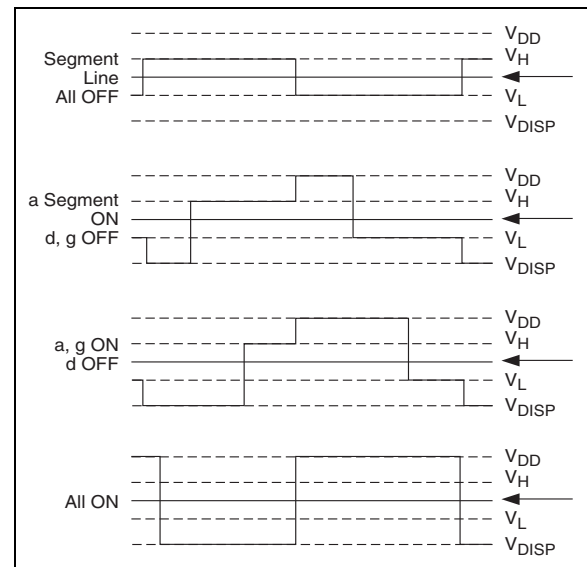 V_DD
Segment V_H
Line
All OFF V_L
V_DISP
V_DD
a Segment V_H
ON
d, g OFF V_L
V_DISP
V_DD
a, g ON V_H
d OFF
V_L
V_DISP
V_DD
V_H
All ON
V_L
V_DISP